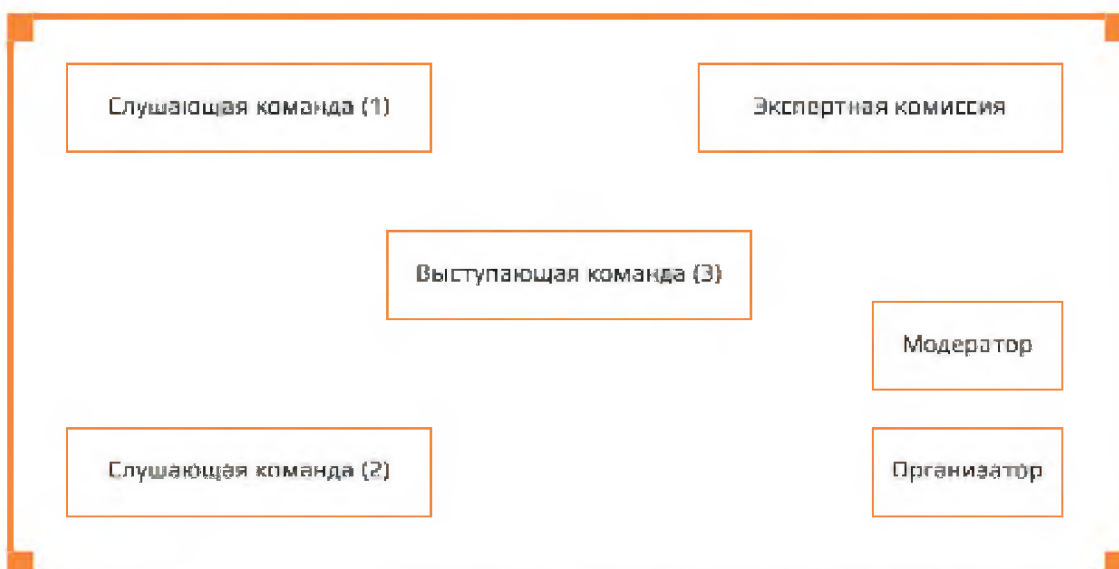 Слушающая команда (1)
Экспертная комиссия
Выступающая команда (3)
Модератор
Слушающая команда (2)
Организатор